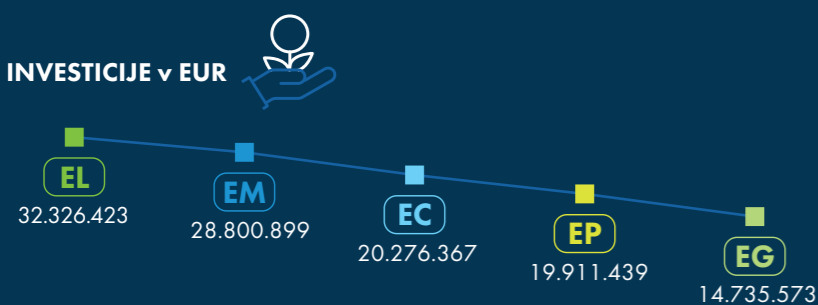 INVESTICIJE v EUR
EL
32.326.423
EM
28.800.899
EC
20.276.367
EP
19.911.439
EG
14.735.573